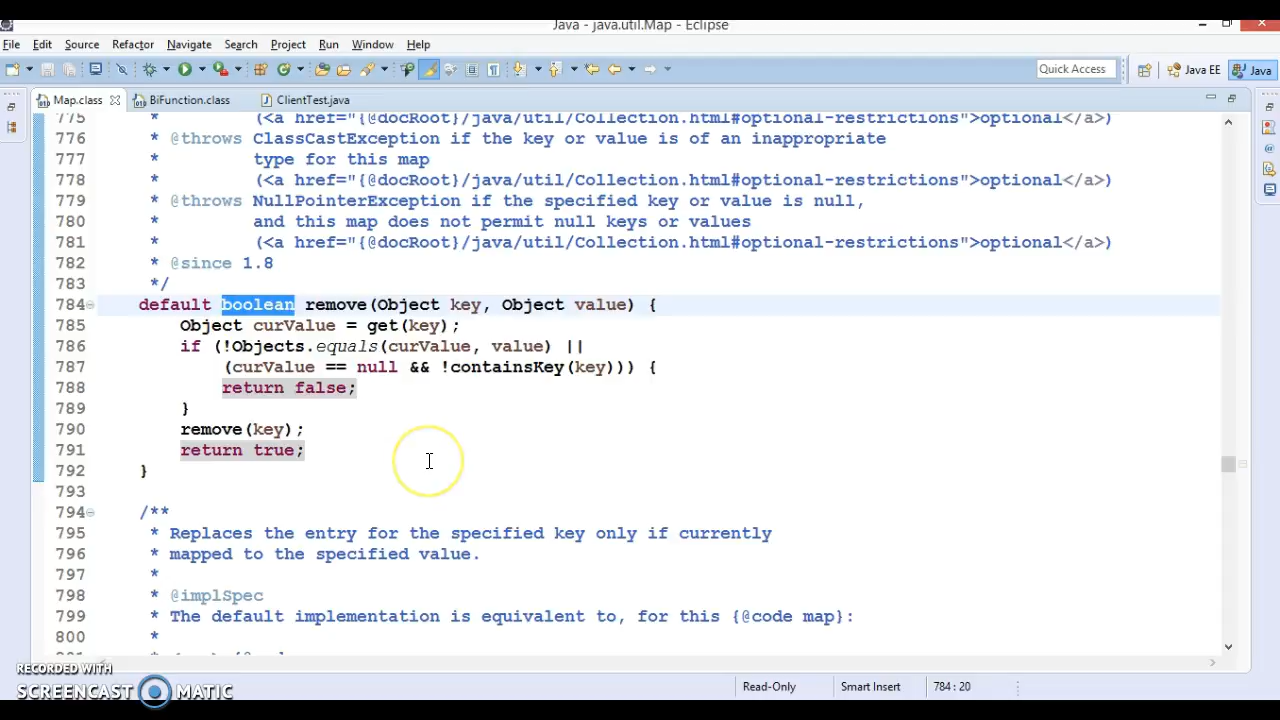 Java - java.util.Map - Eclipse
File Edit Source Refactor Navigate Search Project Run Window Help
Quick Access Java EE Java
Map.class BiFunction.class ClientTest.java
775 * (<a href="{@docRoot}/java/util/Collection.html#optional-restrictions">optional</a>)
776 * @throws ClassCastException if the key or value is of an inappropriate
777 * type for this map
778 * (<a href="{@docRoot}/java/util/Collection.html#optional-restrictions">optional</a>)
779 * @throws NullPointerException if the specified key or value is null,
780 * and this map does not permit null keys or values
781 * (<a href="{@docRoot}/java/util/Collection.html#optional-restrictions">optional</a>)
782 * @since 1.8
783 */
784 default boolean remove(Object key, Object value) {
785 Object curValue = get(key);
786 if (!Objects.equals(curValue, value) ||
787 (curValue == null && !containsKey(key))) {
788 return false;
789 }
790 remove(key);
791 return true;
792 }
793
794 /**
795 * Replaces the entry for the specified key only if currently
796 * mapped to the specified value.
797 *
798 * @implSpec
799 * The default implementation is equivalent to, for this {@code map}:
800 *
RECORDED WITH
SCREENCAST MATIC
Read-Only Smart Insert 784 : 20